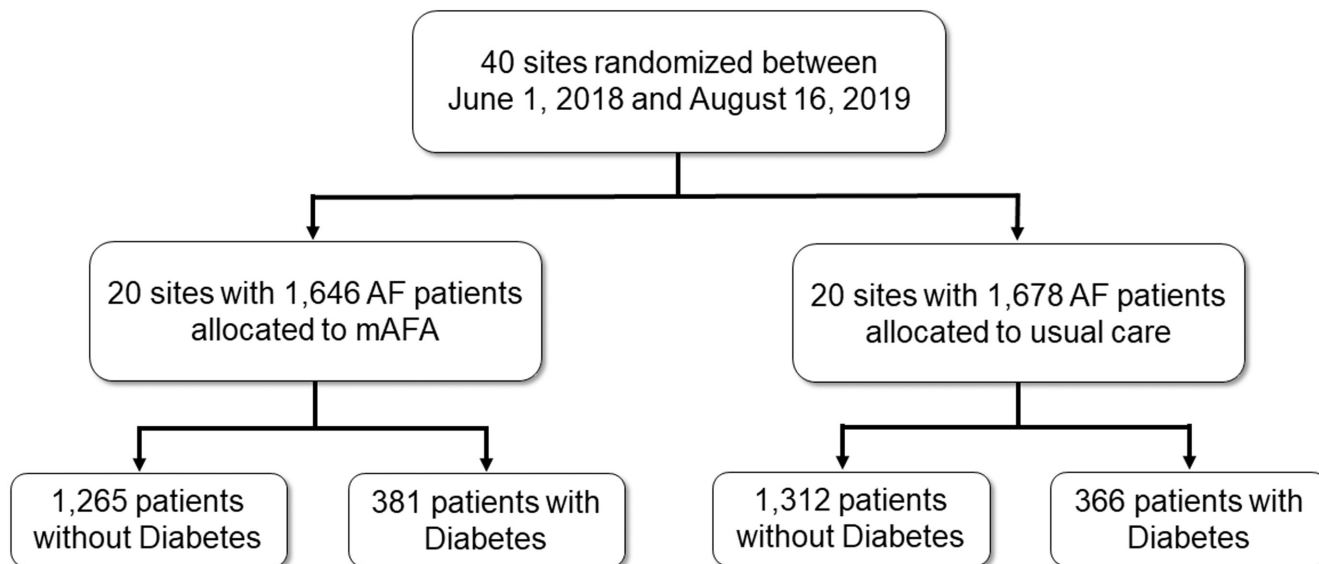 40 sites randomized between
June 1, 2018 and August 16, 2019
20 sites with 1,646 AF patients
allocated to mAFA
20 sites with 1,678 AF patients
allocated to usual care
1,265 patients
without Diabetes
381 patients with
Diabetes
1,312 patients
without Diabetes
366 patients with
Diabetes